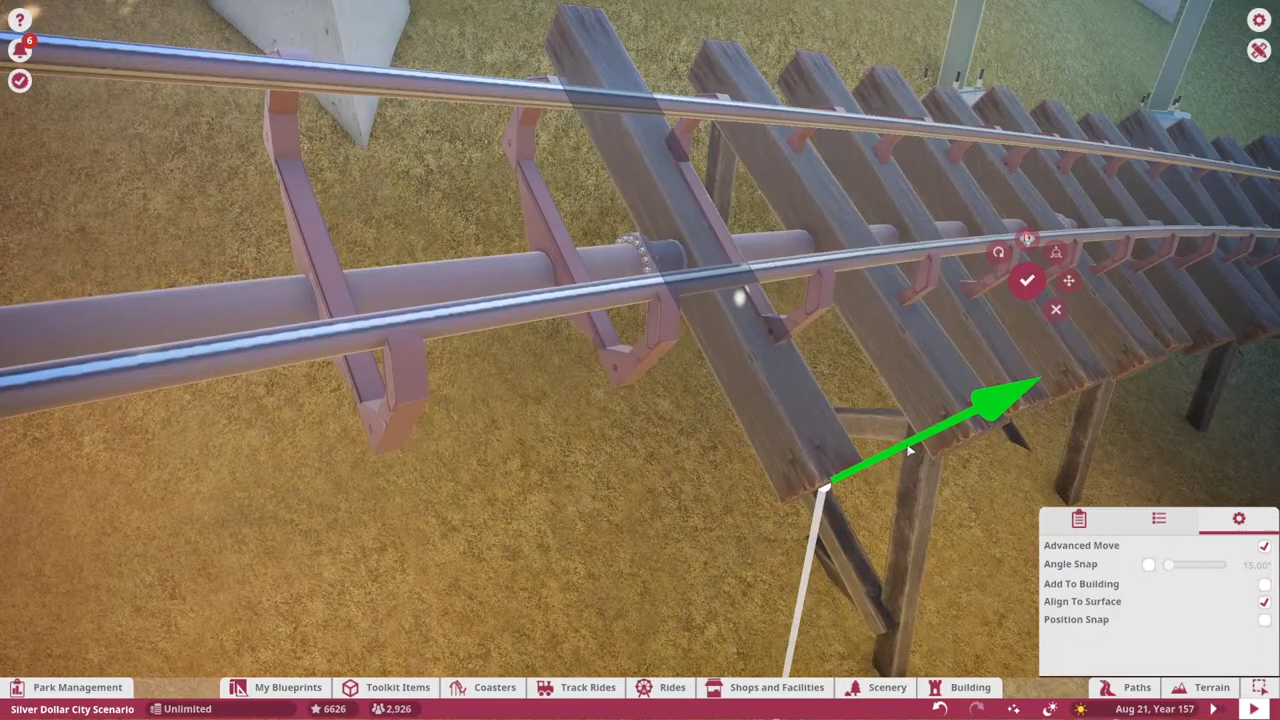 ?
6
Advanced Move
Angle Snap 15.00°
Add To Building
Align To Surface
Position Snap
Park Management
My Blueprints
Toolkit Items
Coasters
Track Rides
Rides
Shops and Facilities
Scenery
Building
Paths
Terrain
Silver Dollar City Scenario
Unlimited
6626
2,926
Aug 21, Year 157